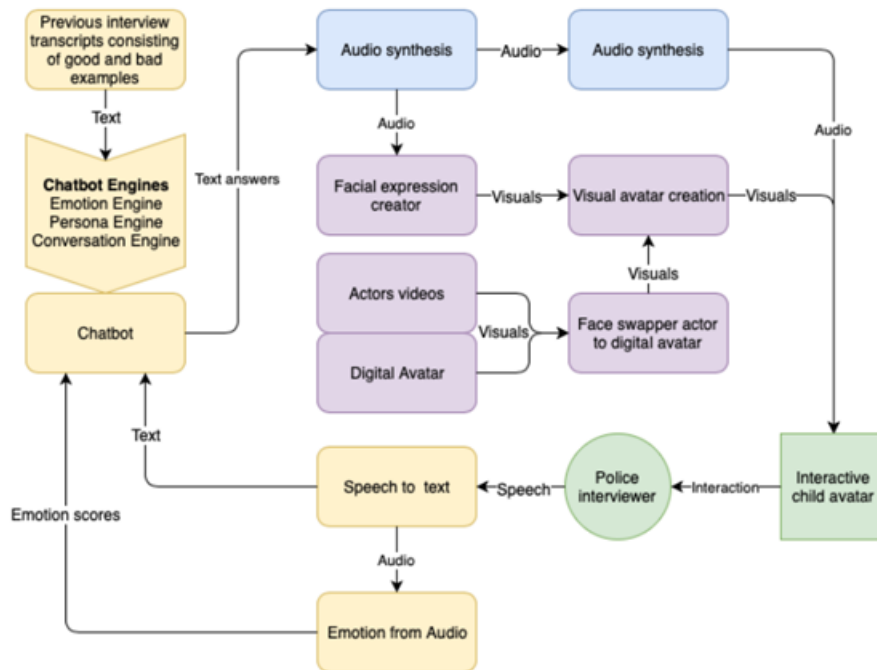 Previous interview
transcripts consisting
of good and bad
examples
Text
Chatbot Engines
Emotion Engine
Persona Engine
Conversation Engine
Chatbot
Text answers
Audio synthesis
Audio
Audio synthesis
Audio
Audio
Facial expression
creator
Visuals
Visual avatar creation
Visuals
Visuals
Actors videos
Visuals
Digital Avatar
Face swapper actor
to digital avatar
Text
Speech to text
Speech
Police
interviewer
Interaction
Interactive
child avatar
Emotion scores
Audio
Emotion from Audio